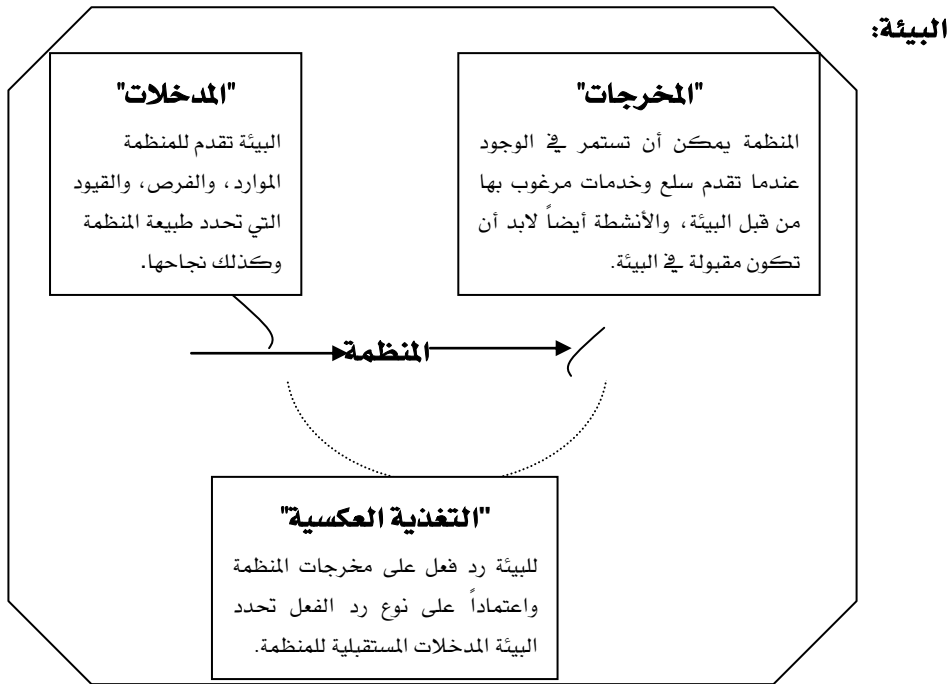 البيئة:
"المدخلات"
البيئة تقدم للمنظمة
الموارد، والفرص، والقيود
التي تحدد طبيعة المنظمة
وكذلك نجاحها.
"المخرجات"
المنظمة يمكن أن تستمر في الوجود
عندما تقدم سلع وخدمات مرغوب بها
من قبل البيئة، والأنشطة أيضاً لابد أن
تكون مقبولة في البيئة.
المنظمة
"التغذية العكسية"
للبيئة رد فعل على مخرجات المنظمة
واعتماداً على نوع رد الفعل تحدد
البيئة المدخلات المستقبلية للمنظمة.